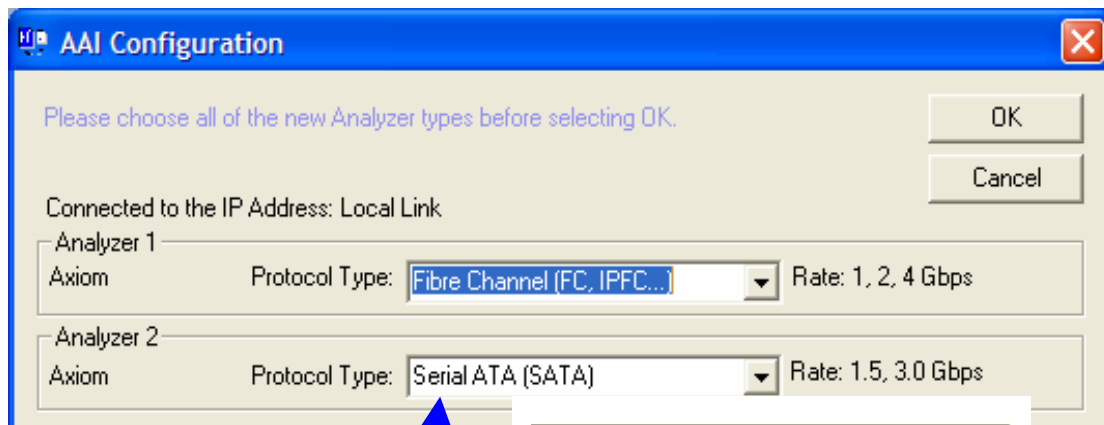 AAI Configuration
Please choose all of the new Analyzer types before selecting OK.
OK
Cancel
Connected to the IP Address: Local Link
Analyzer 1
Axiom Protocol Type: Fibre Channel (FC, IPFC...) Rate: 1, 2, 4 Gbps
Analyzer 2
Axiom Protocol Type: Serial ATA (SATA) Rate: 1.5, 3.0 Gbps